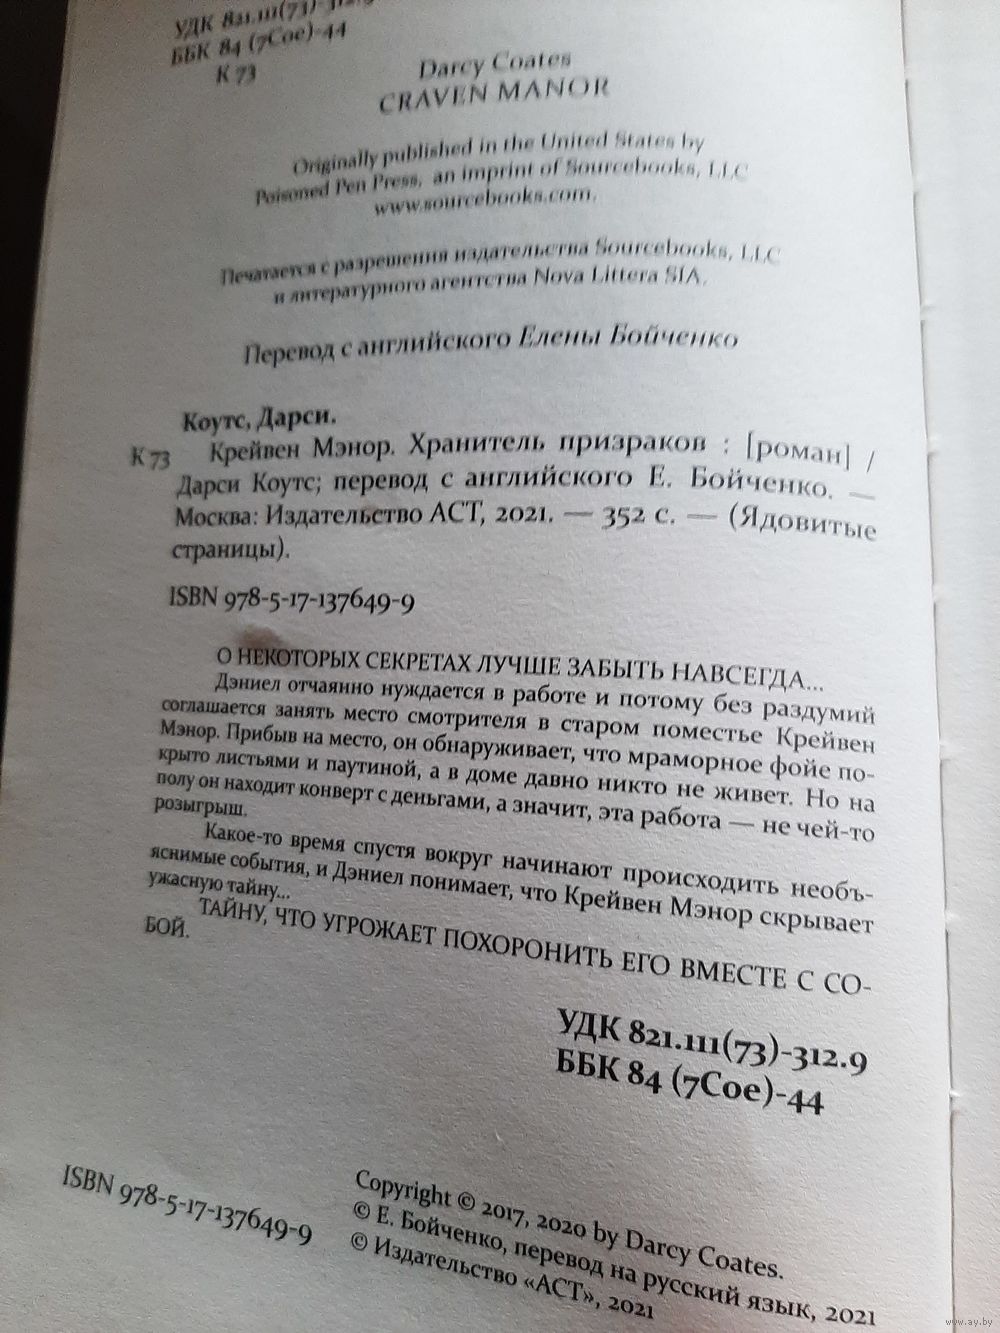 УДК 821.111(73)-312.9
ББК 84 (7Сое)-44
К 73
Darcy Coates
CRAVEN MANOR
Originally published in the United States by
Poisoned Pen Press, an imprint of Sourcebooks, LLC
www.sourcebooks.com.
Печатается с разрешения издательства Sourcebooks, LLC
и литературного агентства Nova Littera SIA.
Перевод с английского Елены Бойченко
Коутс, Дарси.
К 73 Крейвен Мэнор. Хранитель призраков : [роман] /
Дарси Коутс; перевод с английского Е. Бойченко. —
Москва: Издательство АСТ, 2021. — 352 с. — (Ядовитые
страницы).
ISBN 978-5-17-137649-9
О НЕКОТОРЫХ СЕКРЕТАХ ЛУЧШЕ ЗАБЫТЬ НАВСЕГДА...
Дэниел отчаянно нуждается в работе и потому без раздумий
соглашается занять место смотрителя в старом поместье Крейвен
Мэнор. Прибыв на место, он обнаруживает, что мраморное фойе по-
крыто листьями и паутиной, а в доме давно никто не живет. Но на
полу он находит конверт с деньгами, а значит, эта работа — не чей-то
розыгрыш.
Какое-то время спустя вокруг начинают происходить необъ-
яснимые события, и Дэниел понимает, что Крейвен Мэнор скрывает
ужасную тайну...
ТАЙНУ, ЧТО УГРОЖАЕТ ПОХОРОНИТЬ ЕГО ВМЕСТЕ С СО-
БОЙ.
УДК 821.111(73)-312.9
ББК 84 (7Сое)-44
ISBN 978-5-17-137649-9
Copyright © 2017, 2020 by Darcy Coates.
© Е. Бойченко, перевод на русский язык, 2021
© Издательство «АСТ», 2021
www.ay.by